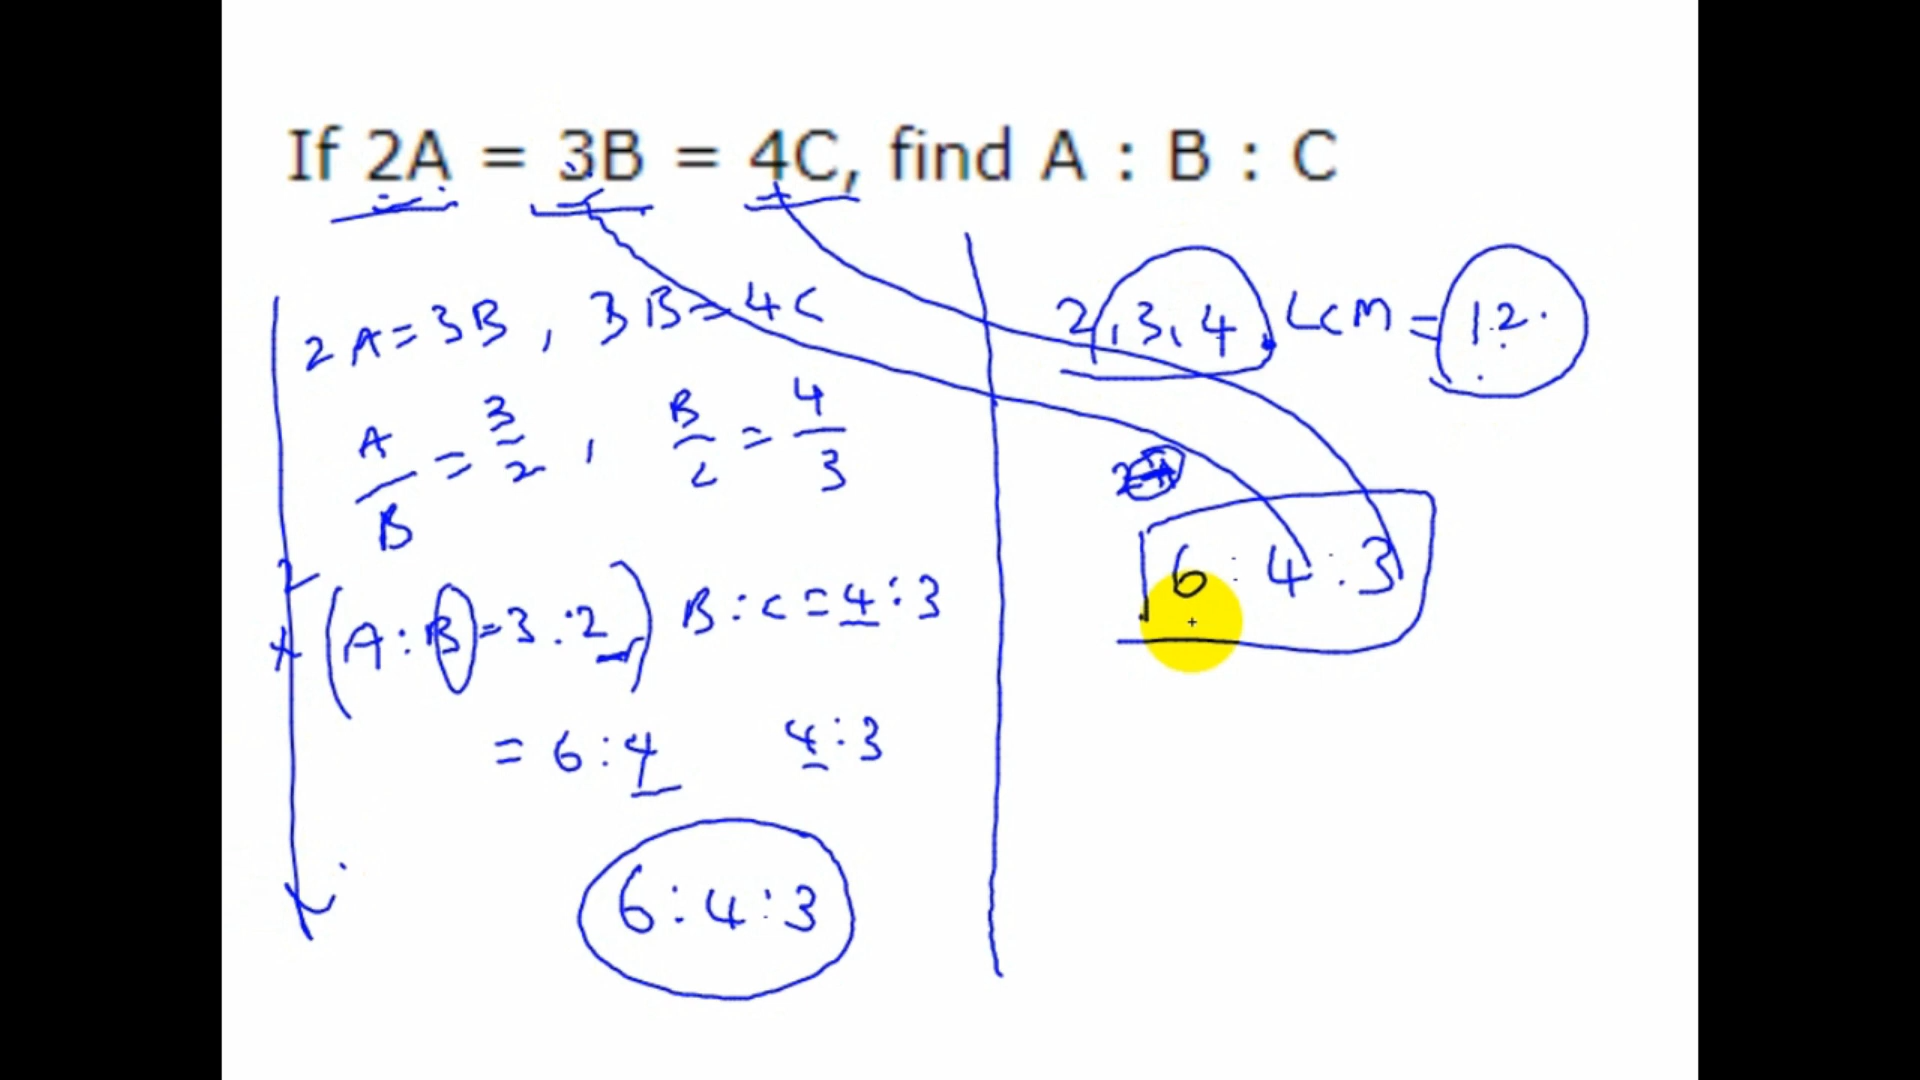 If 2A = 3B = 4C, find A : B : C
2A=3B, 3B=4C
A/B = 3/2, B/C = 4/3
(A:B=3:2) B:C=4:3
= 6:4 4:3
6:4:3
2,3,4. LCM = 12.
6:4:3